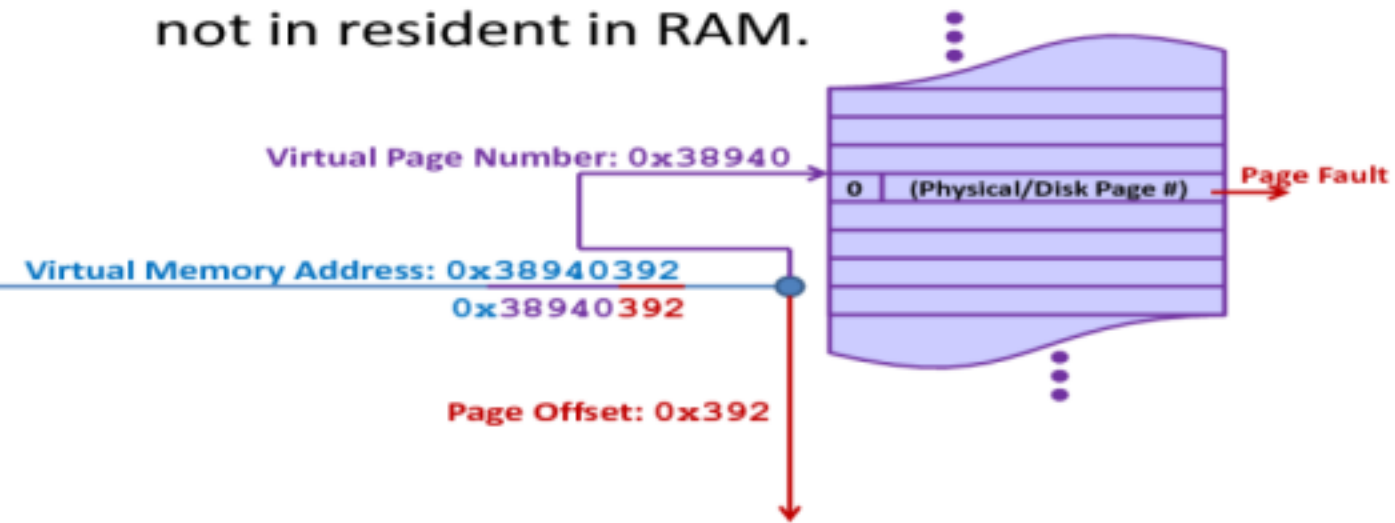 not in resident in RAM.
Virtual Page Number: 0x38940
0 (Physical/Disk Page #)
Page Fault
Virtual Memory Address: 0x38940392
0x38940392
Page Offset: 0x392